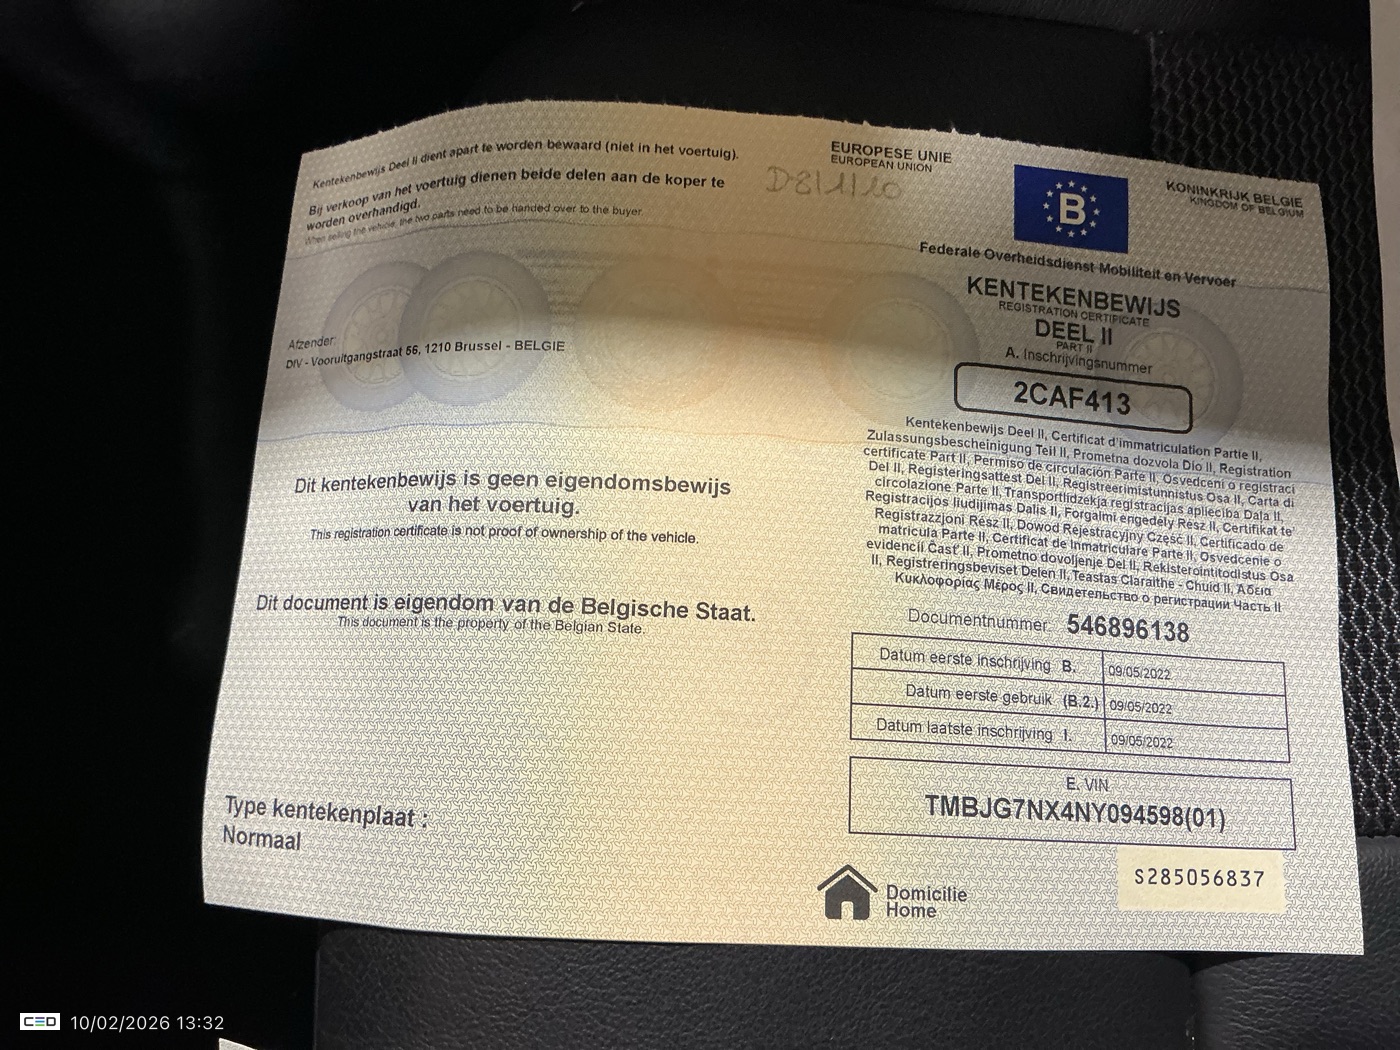 Kentekenbewijs Deel II dient apart te worden bewaard (niet in het voertuig).
Bij verkoop van het voertuig dienen beide delen aan de koper te
worden overhandigd.
When selling the vehicle, the two parts need to be handed over to the buyer.
Afzender:
DIV - Vooruitgangstraat 56, 1210 Brussel - BELGIE
Dit kentekenbewijs is geen eigendomsbewijs
van het voertuig.
This registration certificate is not proof of ownership of the vehicle.
Dit document is eigendom van de Belgische Staat.
This document is the property of the Belgian State.
Type kentekenplaat :
Normaal
EUROPESE UNIE
EUROPEAN UNION
B
KONINKRIJK BELGIE
KINGDOM OF BELGIUM
Federale Overheidsdienst Mobiliteit en Vervoer
KENTEKENBEWIJS
REGISTRATION CERTIFICATE
DEEL II
PART II
A. Inschrijvingsnummer
2CAF413
Kentekenbewijs Deel II, Certificat d'immatriculation Partie II,
Zulassungsbescheinigung Teil II, Prometna dozvola Dio II, Registration
certificate Part II, Permiso de circulación Parte II, Osvedceni o registraci
Del II, Registeringsattest Del II, Registreerimistunnistus Osa II, Carta di
circolazione Parte II, Transportlidzekja registracijas apliecíba Daļa II,
Registracijos liudijimas Dalis II, Forgalmi engedély Rész II, Certifikat te'
Registrazzjoni Rész II, Dowod Rejestracyjny Część II, Certificado de
matricula Parte II, Certificat de Inmatriculare Parte II, Osvedcenie o
evidencií Časť II, Prometno dovoljenje Del II, Rekisterointitodistus Osa
II, Registreringsbeviset Delen II, Teastas Claraithe - Chuid II, Άδεια
Κυκλοφορίας Μέρος II, Свидетельство о регистрации Часть II
Documentnummer 546896138
Datum eerste inschrijving B. 09/05/2022
Datum eerste gebruik (B.2.) 09/05/2022
Datum laatste inschrijving I. 09/05/2022
E. VIN
TMBJG7NX4NY094598(01)
S285056837
Domicilie
Home
CED 10/02/2026 13:32